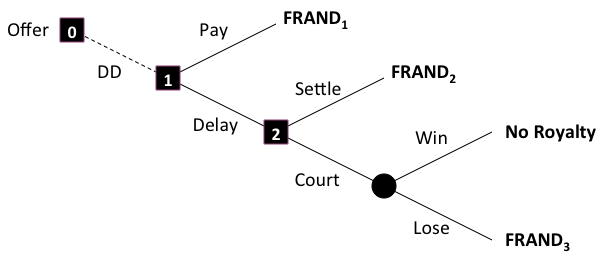 Offer
0
DD
1
Pay
FRAND₁
Delay
2
Settle
FRAND₂
Court
Win
No Royalty
Lose
FRAND₃